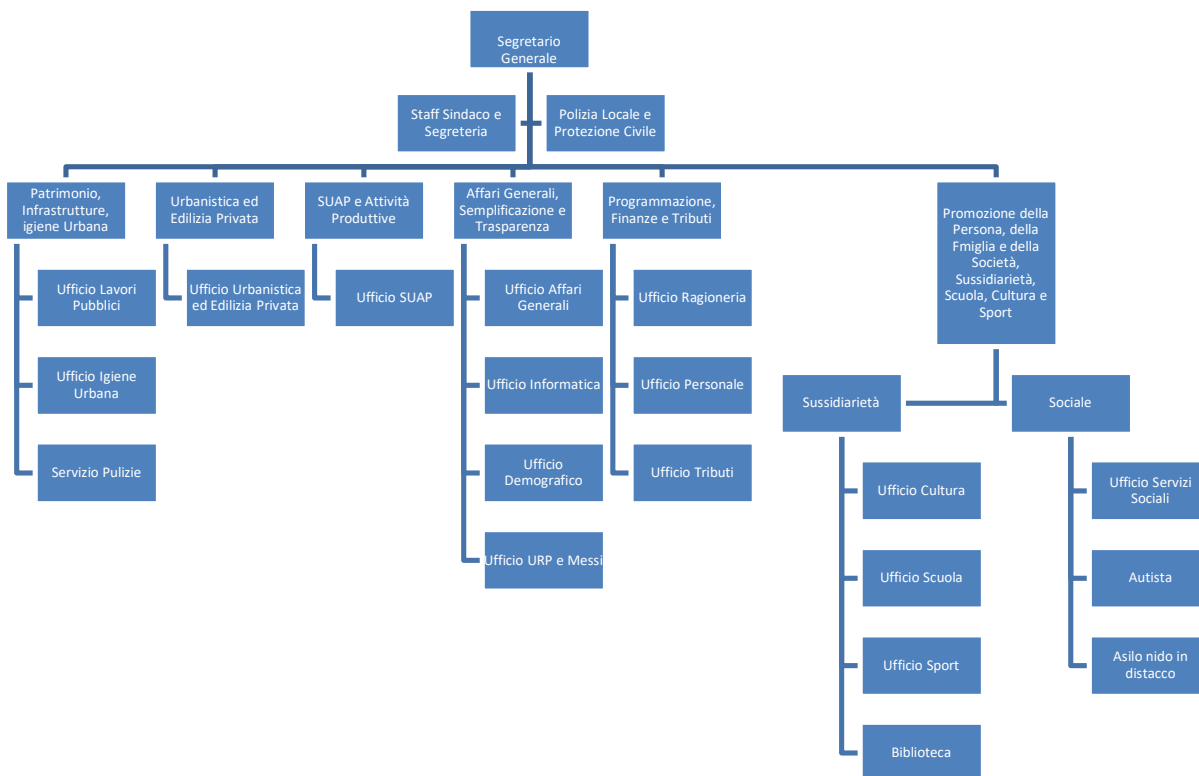 Segretario
Generale
Staff Sindaco e
Segreteria
Polizia Locale e
Protezione Civile
Patrimonio,
Infrastrutture,
igiene Urbana
Urbanistica ed
Edilizia Privata
SUAP e Attività
Produttive
Affari Generali,
Semplificazione e
Trasparenza
Programmazione,
Finanze e Tributi
Promozione della
Persona, della
Fmiglia e della
Società,
Sussidiarietà,
Scuola, Cultura e
Sport
Ufficio Lavori
Pubblici
Ufficio Urbanistica
ed Edilizia Privata
Ufficio SUAP
Ufficio Affari
Generali
Ufficio Ragioneria
Ufficio Igiene
Urbana
Ufficio Informatica
Ufficio Personale
Sussidiarietà
Sociale
Servizio Pulizie
Ufficio
Demografico
Ufficio Tributi
Ufficio Cultura
Ufficio Servizi
Sociali
Ufficio URP e Messi
Ufficio Scuola
Autista
Ufficio Sport
Asilo nido in
distacco
Biblioteca